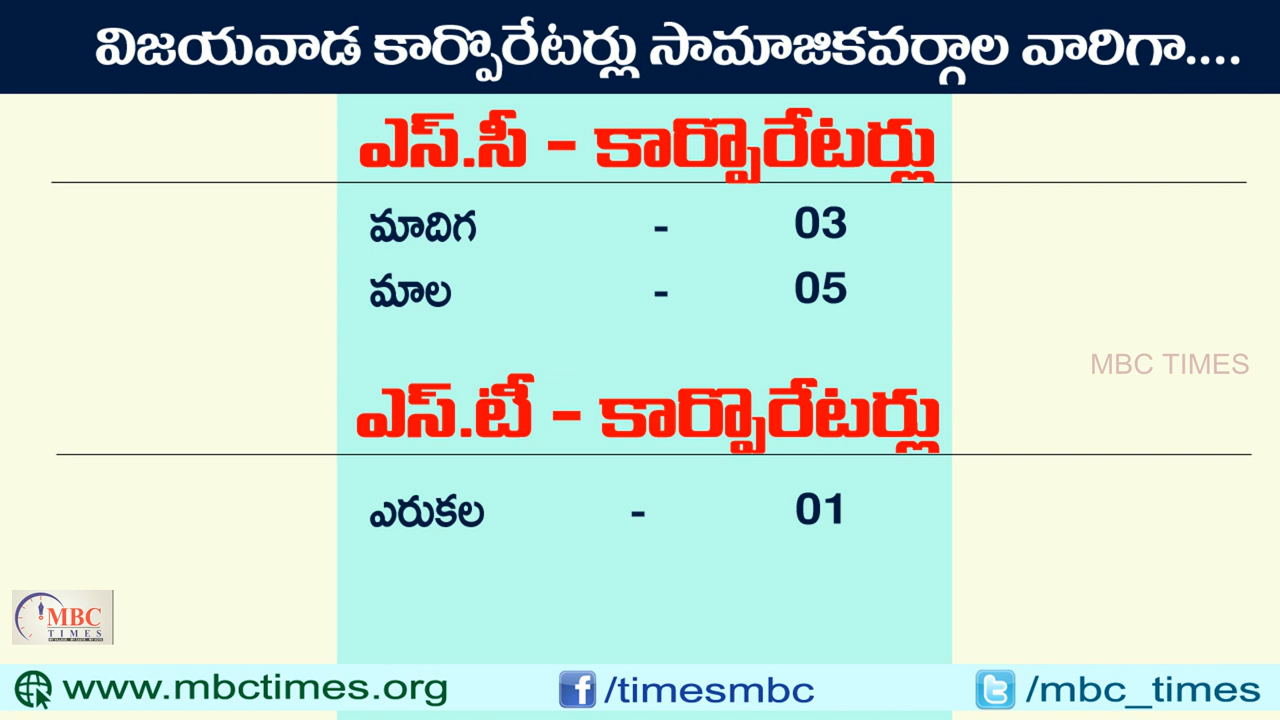 విజయవాడ కార్పొరేటర్లు సామాజికవర్గాల వారిగా....
ఎస్.సీ - కార్పొరేటర్లు
మాదిగ - 03
మాల - 05
MBC TIMES
ఎస్.టీ - కార్పొరేటర్లు
ఎరుకల - 01
MBC
TIMES
www.mbctimes.org /timesmbc /mbc_times